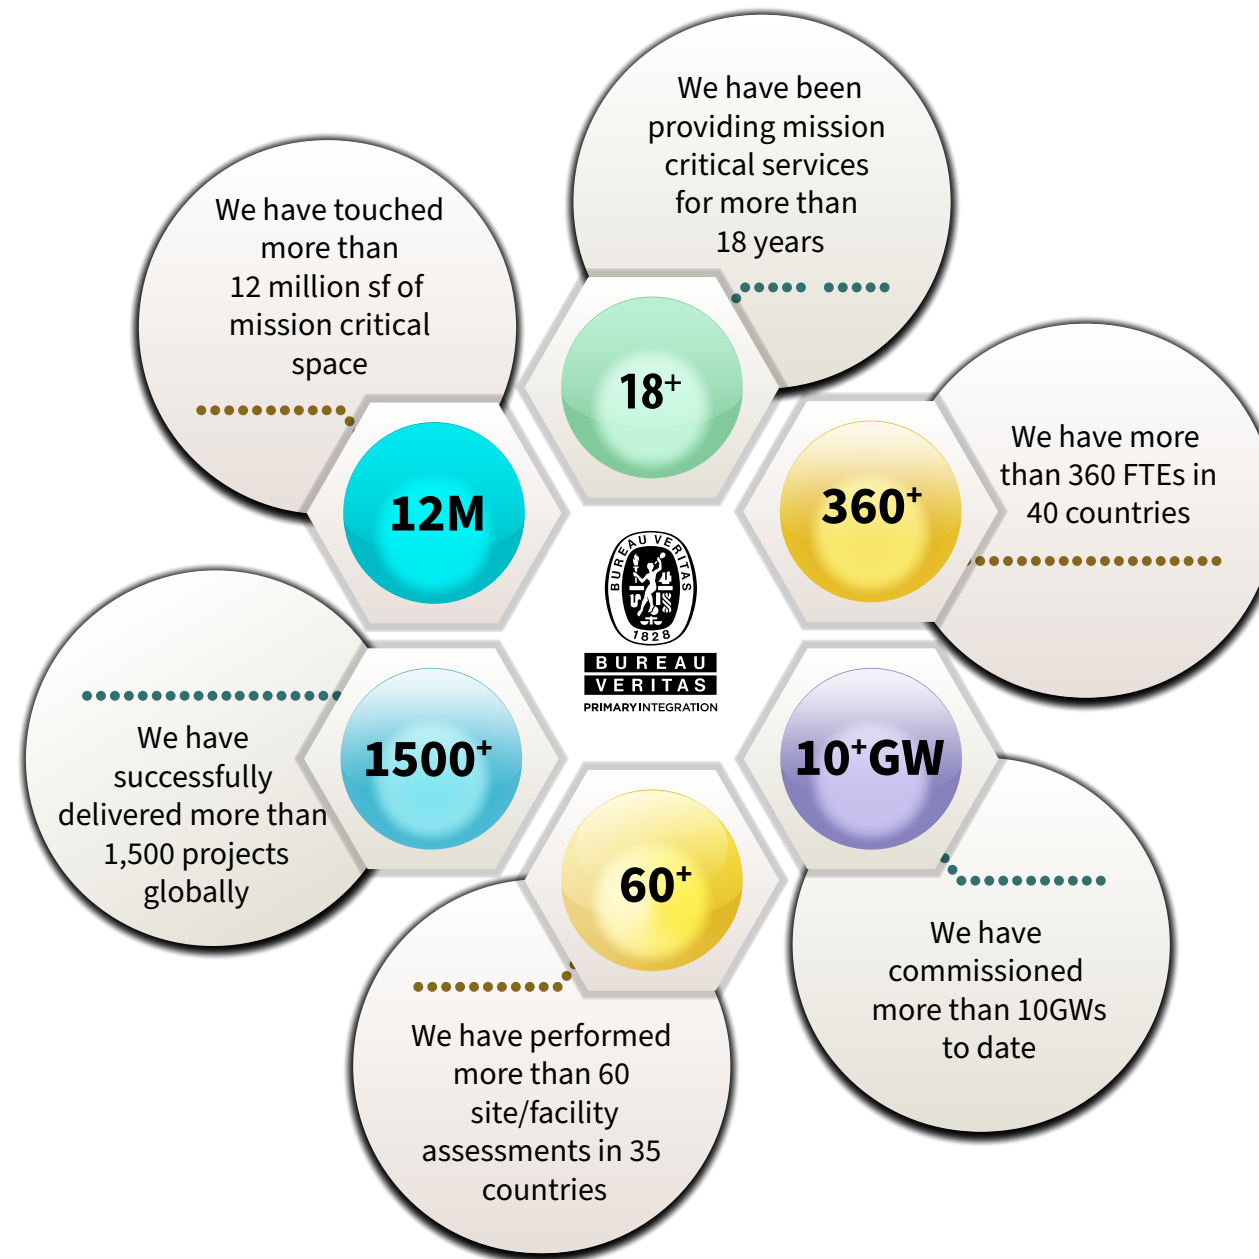 We have been
providing mission
critical services
for more than
18 years
18+
We have more
than 360 FTEs in
40 countries
360+
We have
commissioned
more than 10GWs
to date
10+GW
We have performed
more than 60
site/facility
assessments in 35
countries
60+
We have
successfully
delivered more than
1,500 projects
globally
1500+
We have touched
more than
12 million sf of
mission critical
space
12M
BUREAU VERITAS
1828
BUREAU
VERITAS
PRIMARY INTEGRATION